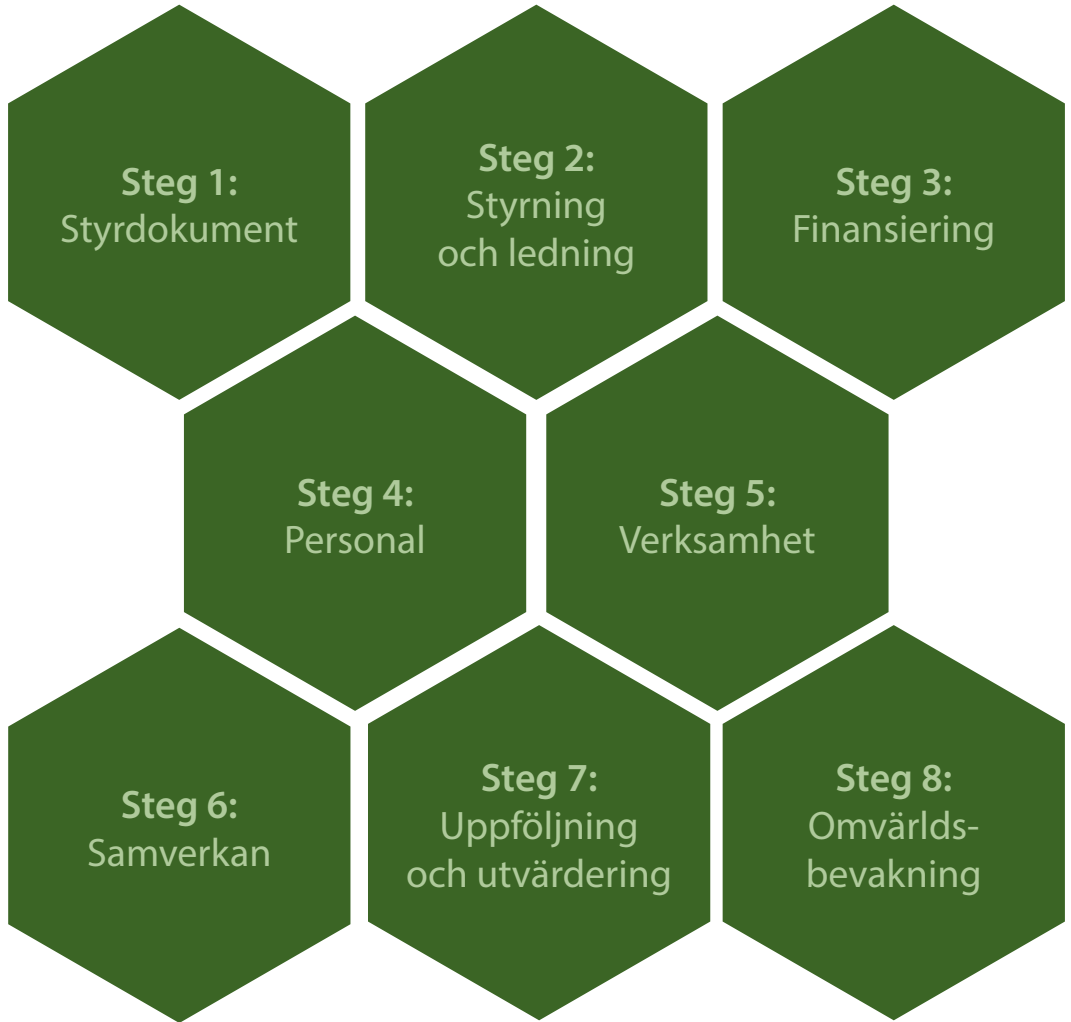 Steg 1:
Styrdokument
Steg 2:
Styrning
och ledning
Steg 3:
Finansiering
Steg 4:
Personal
Steg 5:
Verksamhet
Steg 6:
Samverkan
Steg 7:
Uppföljning
och utvärdering
Steg 8:
Omvärlds-
bevakning